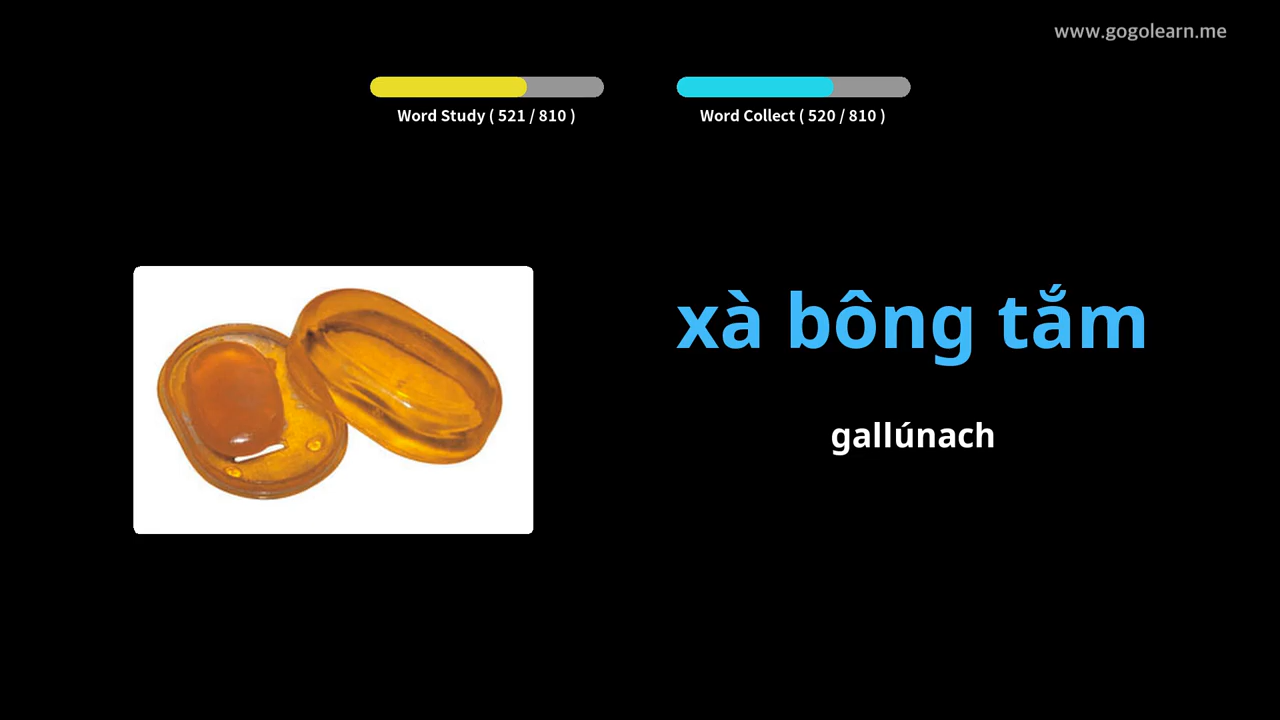 www.gogolearn.me
Word Study ( 521 / 810 )
Word Collect ( 520 / 810 )
xà bông tắm
gallúnach